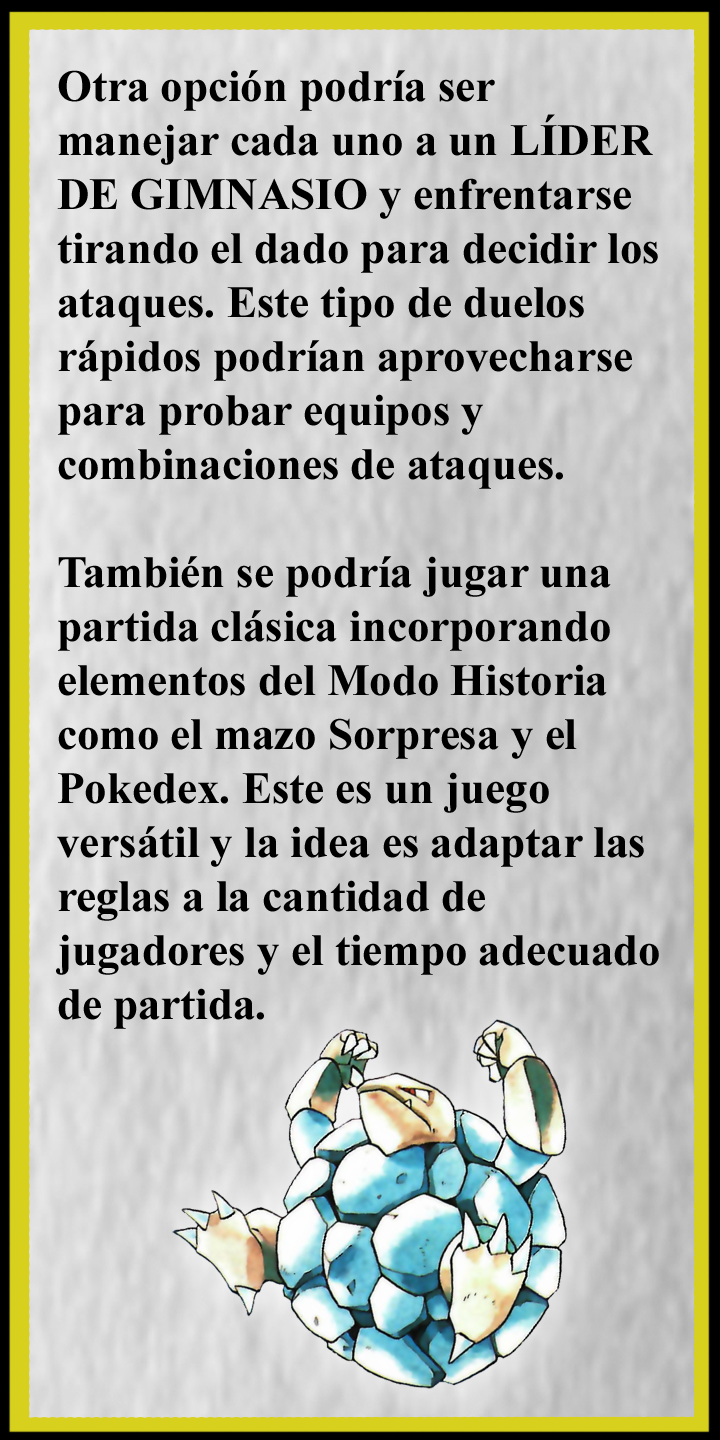 Otra opción podría ser
manejar cada uno a un LÍDER
DE GIMNASIO y enfrentarse
tirando el dado para decidir los
ataques. Este tipo de duelos
rápidos podrían aprovecharse
para probar equipos y
combinaciones de ataques.
También se podría jugar una
partida clásica incorporando
elementos del Modo Historia
como el mazo Sorpresa y el
Pokedex. Este es un juego
versátil y la idea es adaptar las
reglas a la cantidad de
jugadores y el tiempo adecuado
de partida.